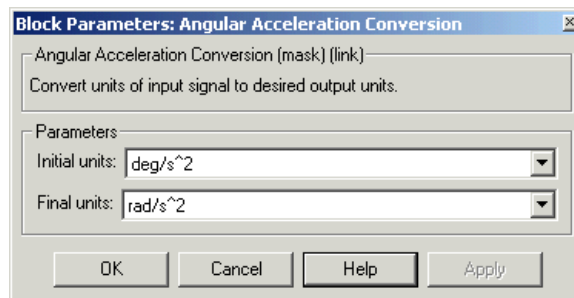 Block Parameters: Angular Acceleration Conversion
Angular Acceleration Conversion (mask) (link)
Convert units of input signal to desired output units.
Parameters
Initial units: deg/s^2
Final units: rad/s^2
OK Cancel Help Apply